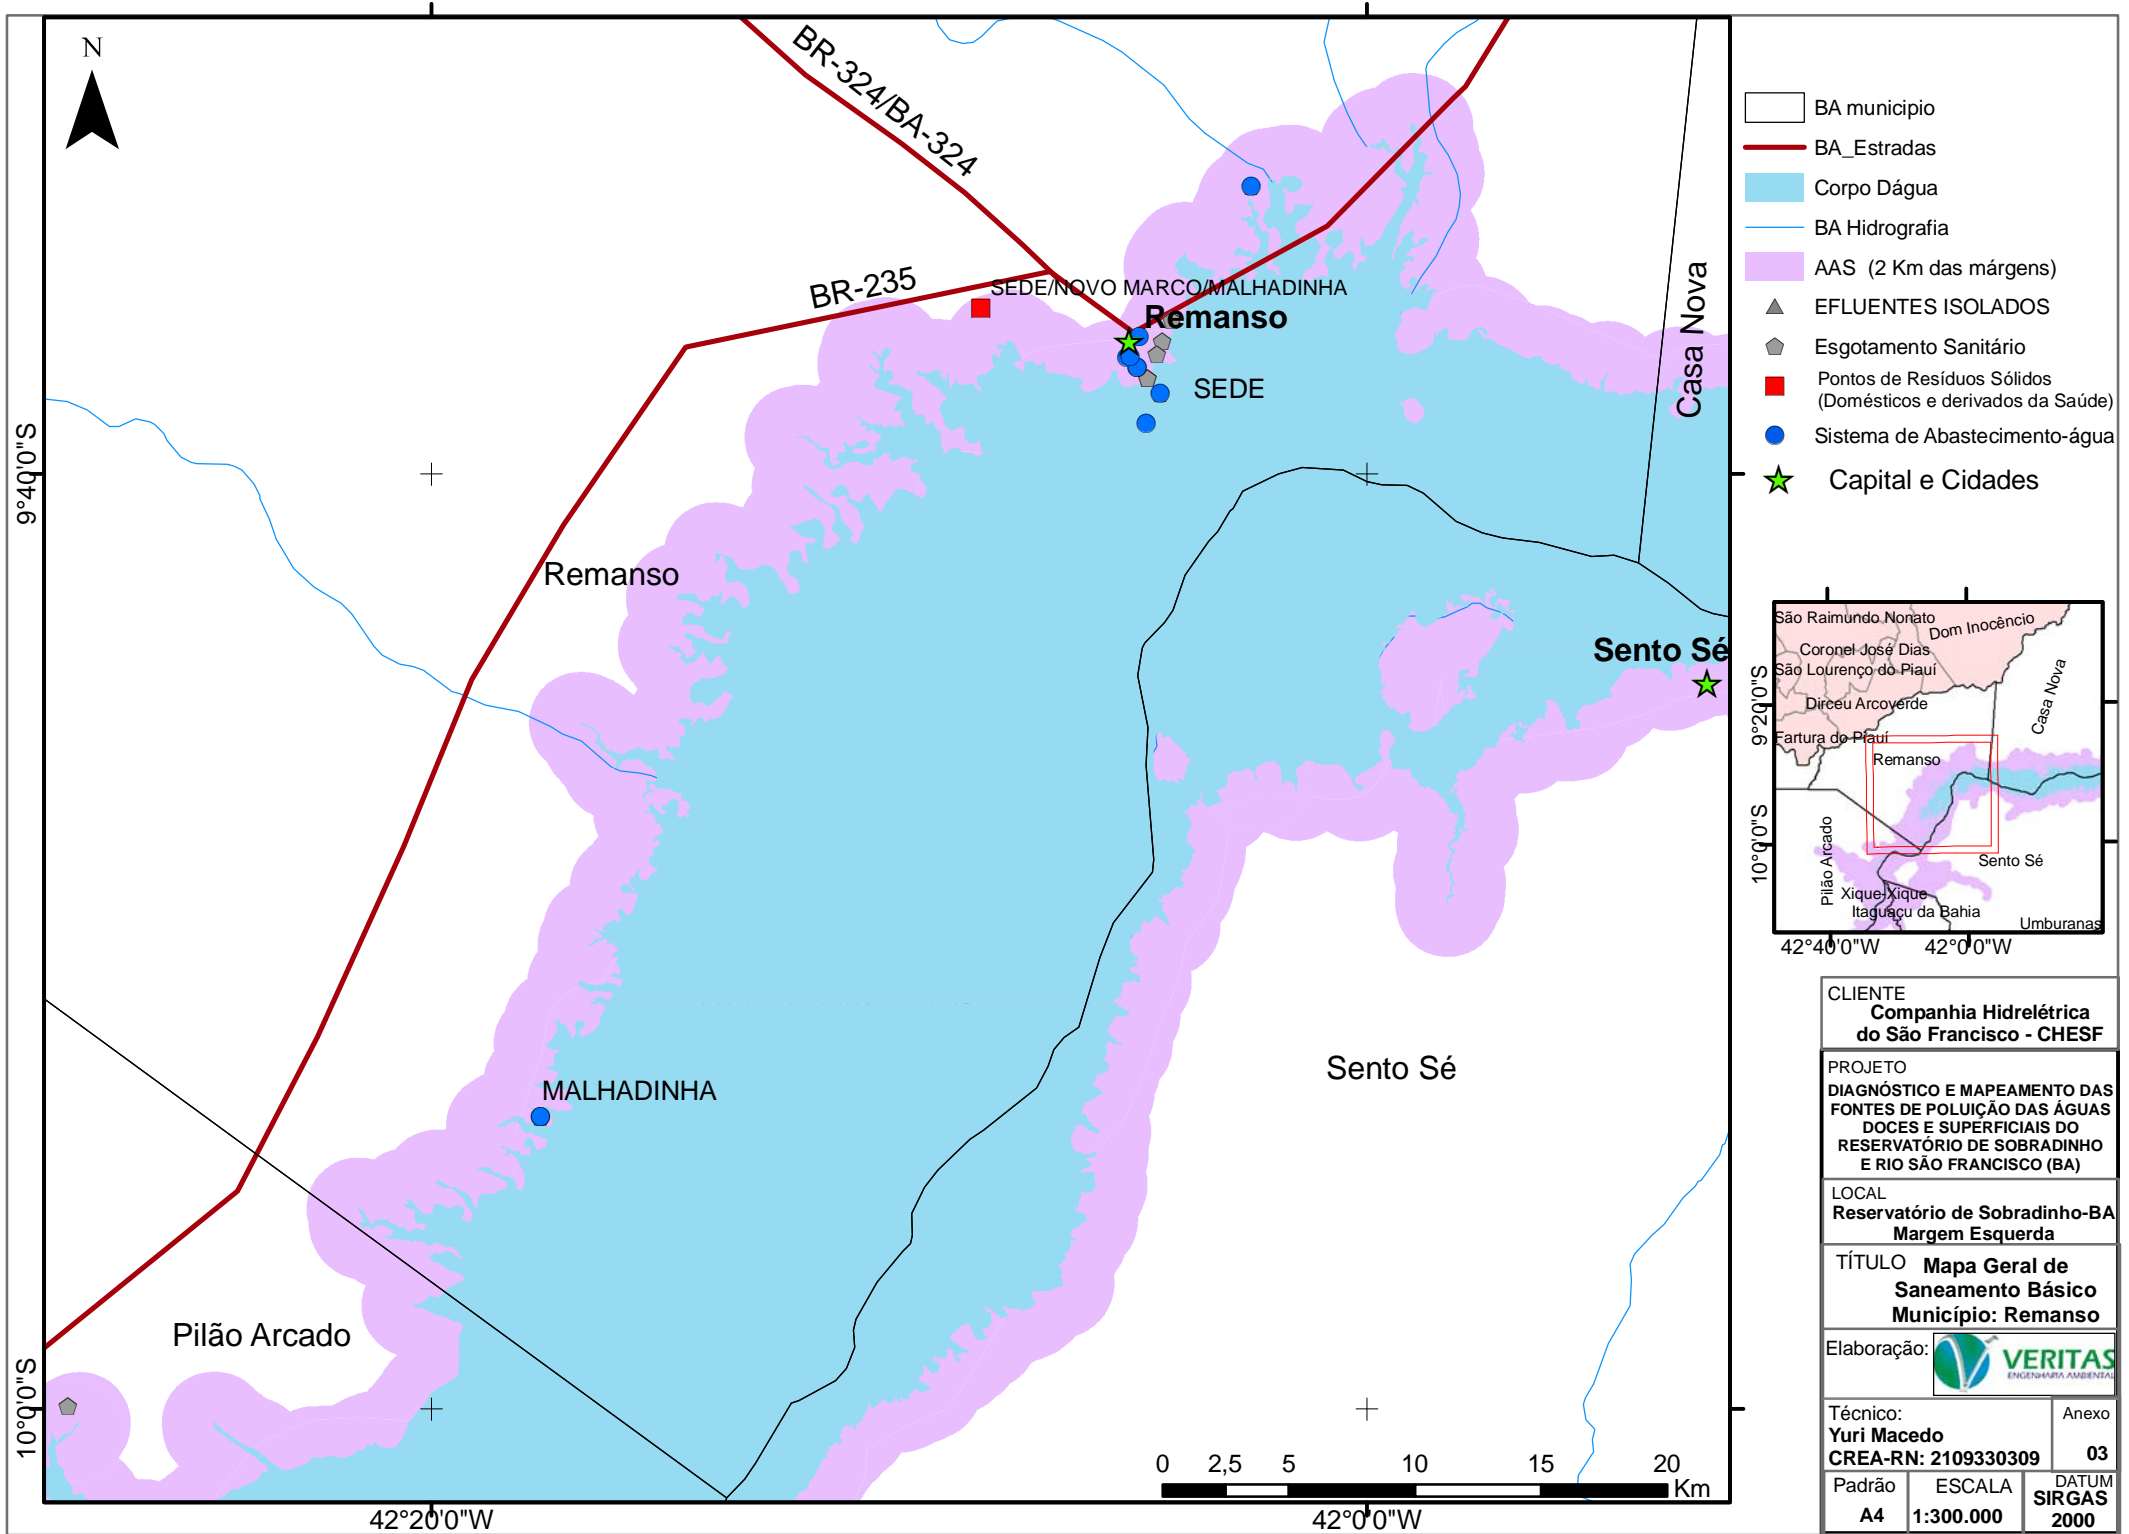 N
BR-324/BA-324
BR-235
SEDE/NOVO MARCO/MALHADINHA
Remanso
SEDE
Casa Nova
Remanso
Sento Sé
MALHADINHA
Sento Sé
Pilão Arcado
9°40'0"S
10°0'0"S
42°20'0"W
42°0'0"W
0 2,5 5 10 15 20
Km
BA municipio
BA_Estradas
Corpo Dágua
BA Hidrografia
AAS (2 Km das márgens)
EFLUENTES ISOLADOS
Esgotamento Sanitário
Pontos de Resíduos Sólidos
(Domésticos e derivados da Saúde)
Sistema de Abastecimento-água
Capital e Cidades
São Raimundo Nonato
Dom Inocêncio
Coronel José Dias
São Lourenço do Piauí
Dirceu Arcoverde
Casa Nova
Fartura do Piauí
Remanso
Pilão Arcado
Sento Sé
Xique-Xique
Itaguaçu da Bahia
Umburanas
9°20'0"S
10°0'0"S
42°40'0"W
42°0'0"W
CLIENTE
Companhia Hidrelétrica
do São Francisco - CHESF
PROJETO
DIAGNÓSTICO E MAPEAMENTO DAS
FONTES DE POLUIÇÃO DAS ÁGUAS
DOCES E SUPERFICIAIS DO
RESERVATÓRIO DE SOBRADINHO
E RIO SÃO FRANCISCO (BA)
LOCAL
Reservatório de Sobradinho-BA
Margem Esquerda
TÍTULO Mapa Geral de
Saneamento Básico
Município: Remanso
Elaboração:
VERITAS
ENGENHARIA AMBIENTAL
Técnico:
Yuri Macedo
CREA-RN: 2109330309
Anexo
03
Padrão
A4
ESCALA
1:300.000
DATUM
SIRGAS
2000